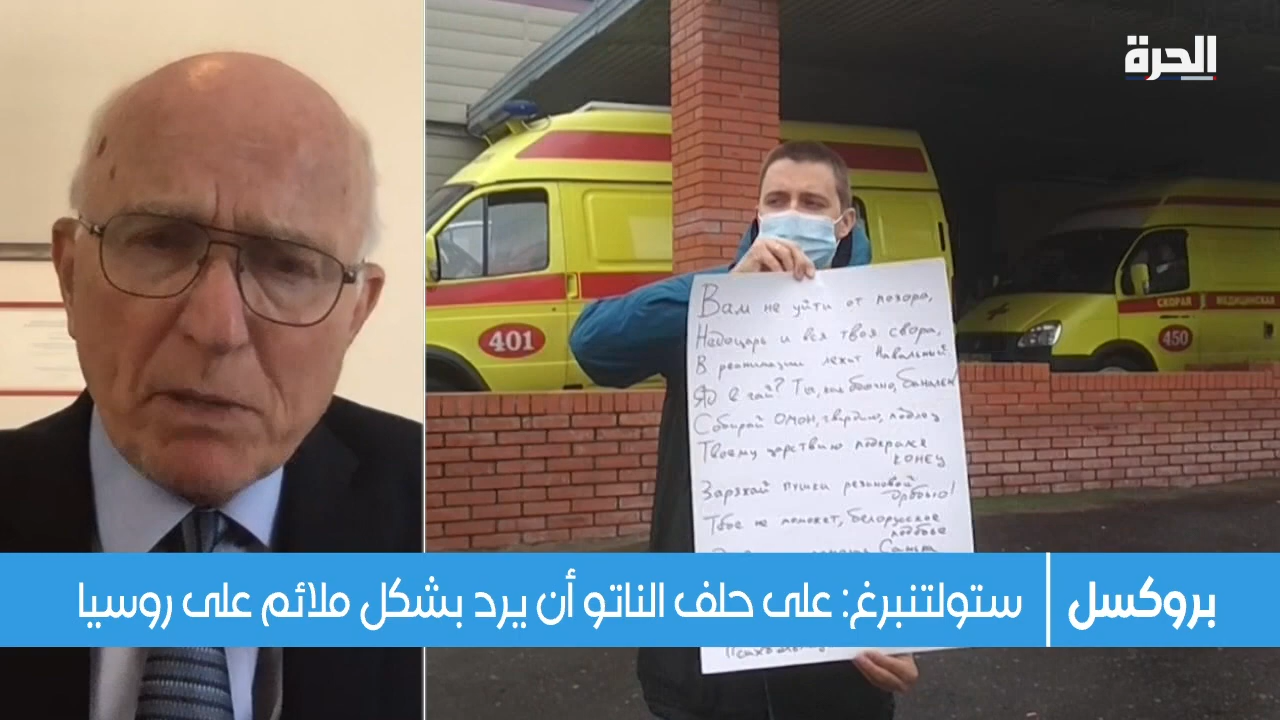 الحرة
401
СКОРАЯ МЕДИЦИНСКАЯ
450
Вам не уйти от позора,
Недоцарь и вся твоя свора,
В реанимации лежит Навальный.
Яд в чай? Ты, как обычно, банален!
Собирай ОМОН, гвардию, подлец
Твоему царствию
конец
Заряжай пушки резиновой
дробью!
Тебе не поможет, белорусское
بروكسل
ستولتنبرغ: على حلف الناتو أن يرد بشكل ملائم على روسيا